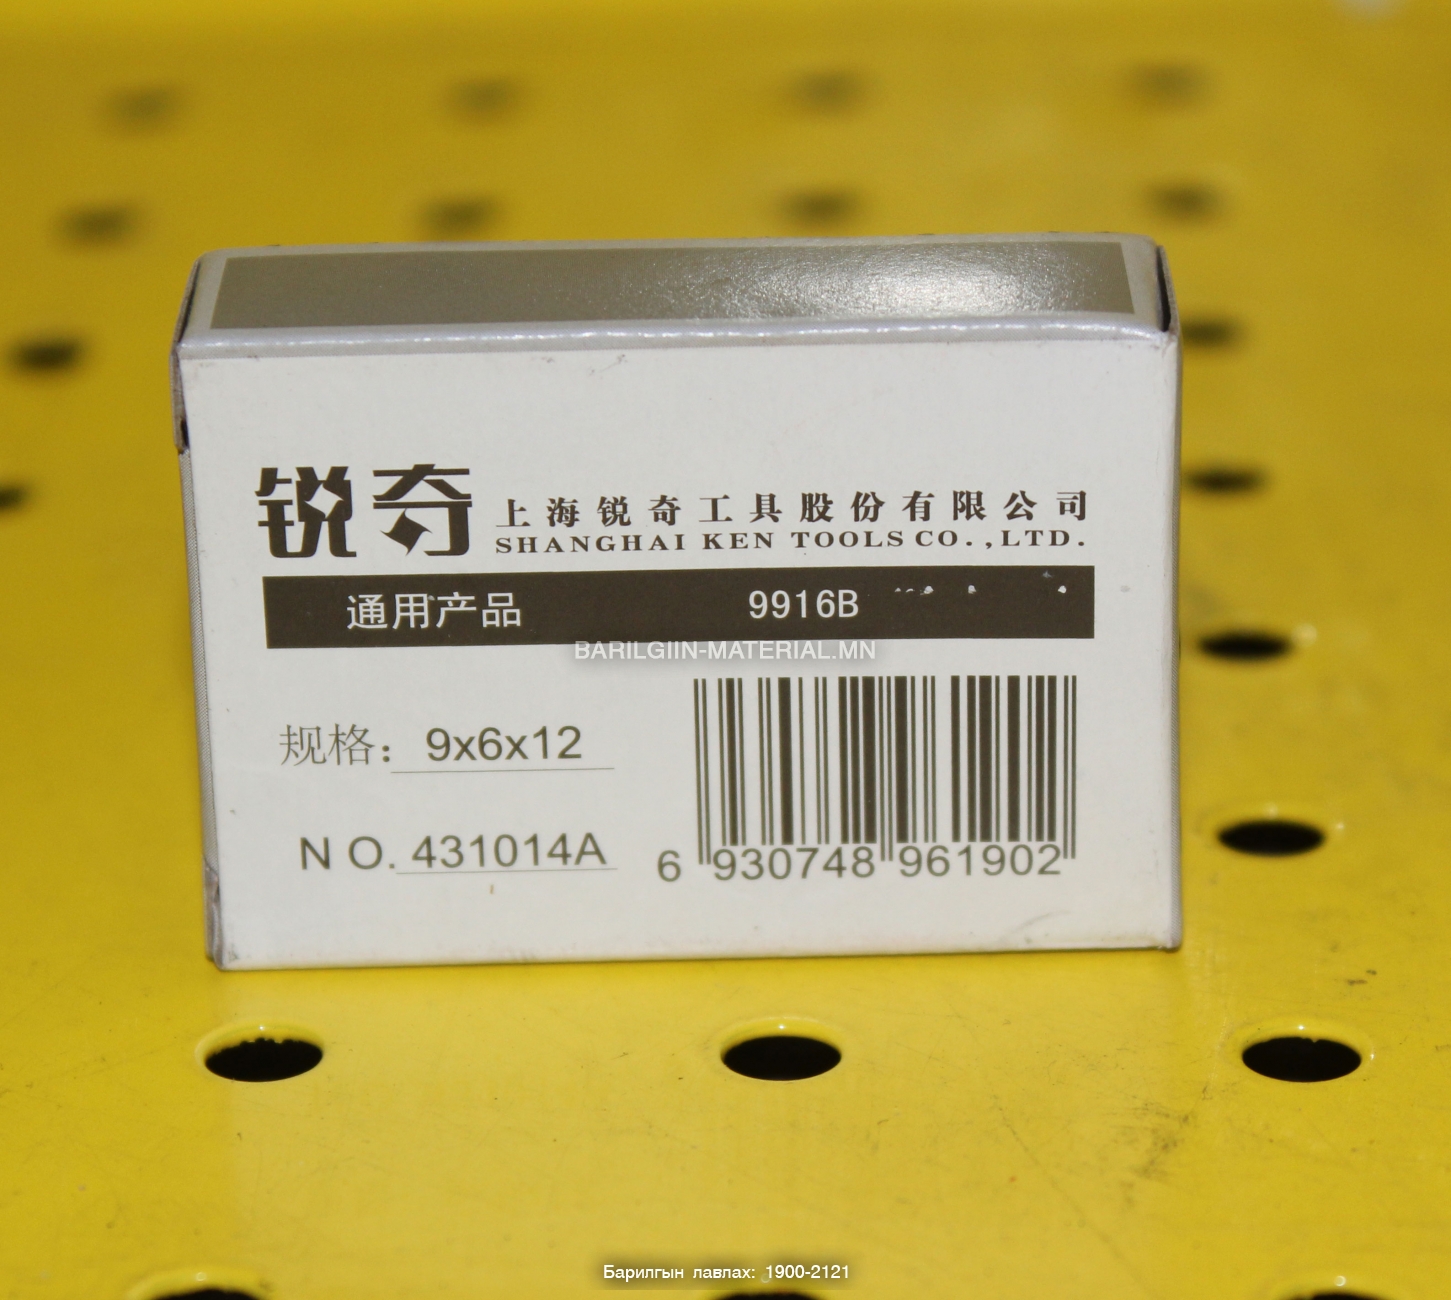 锐奇
上海锐奇工具股份有限公司
SHANGHAI KEN TOOLS CO.,LTD.
通用产品 9916B
BARILGIIN-MATERIAL.MN
规格: 9x6x12
NO. 431014A
6 930748 961902
Барилгын лавлах: 1900-2121